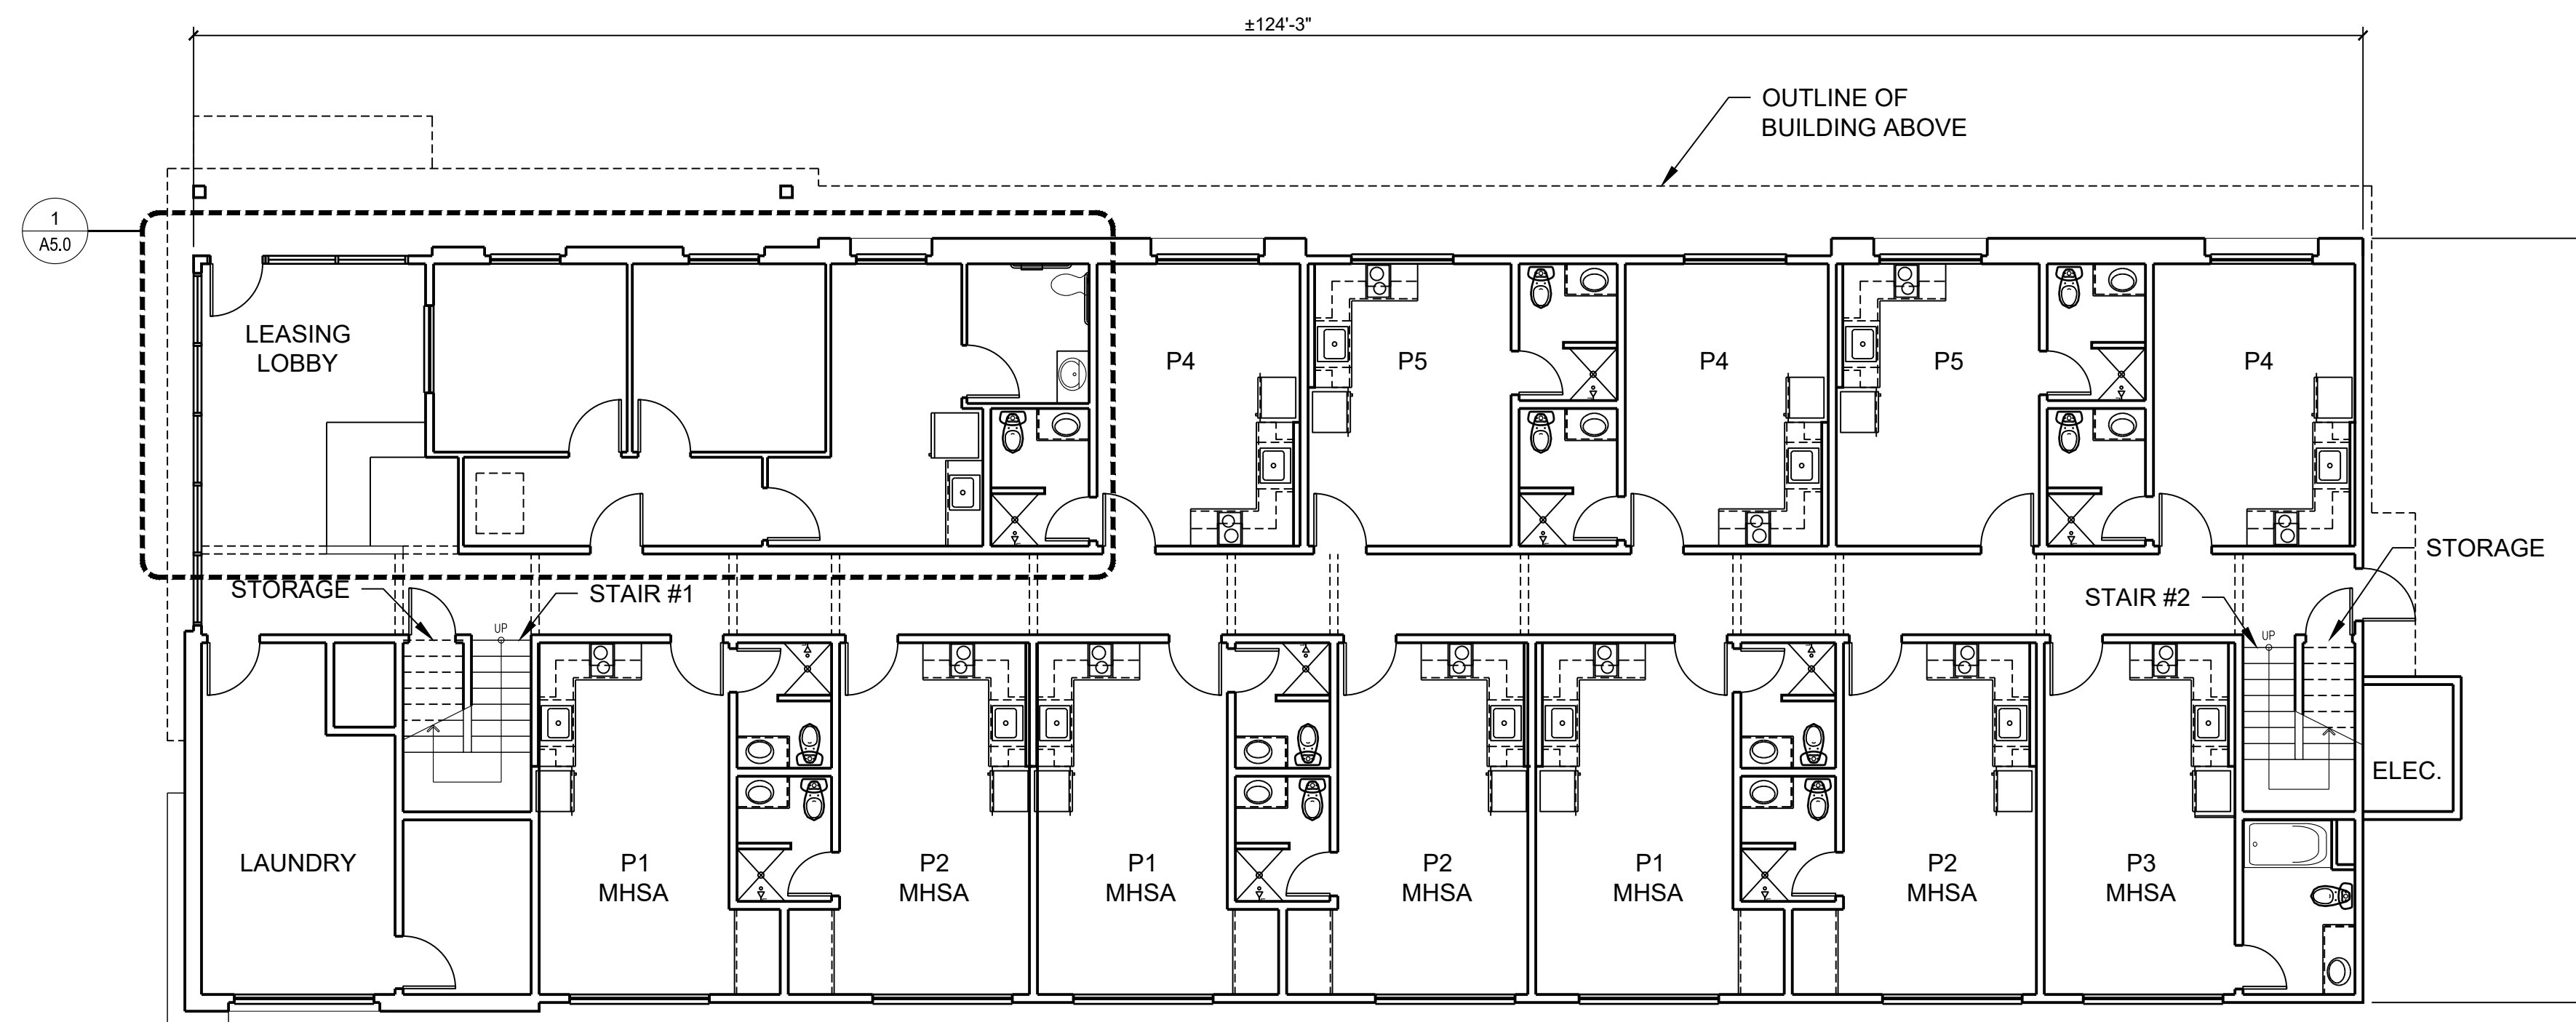 ±124'-3"
OUTLINE OF
BUILDING ABOVE
1
A5.0
LEASING
LOBBY
P4
P5
P4
P5
P4
STORAGE
STAIR #1
UP
STAIR #2
STORAGE
UP
ELEC.
LAUNDRY
P1
MHSA
P2
MHSA
P1
MHSA
P2
MHSA
P1
MHSA
P2
MHSA
P3
MHSA